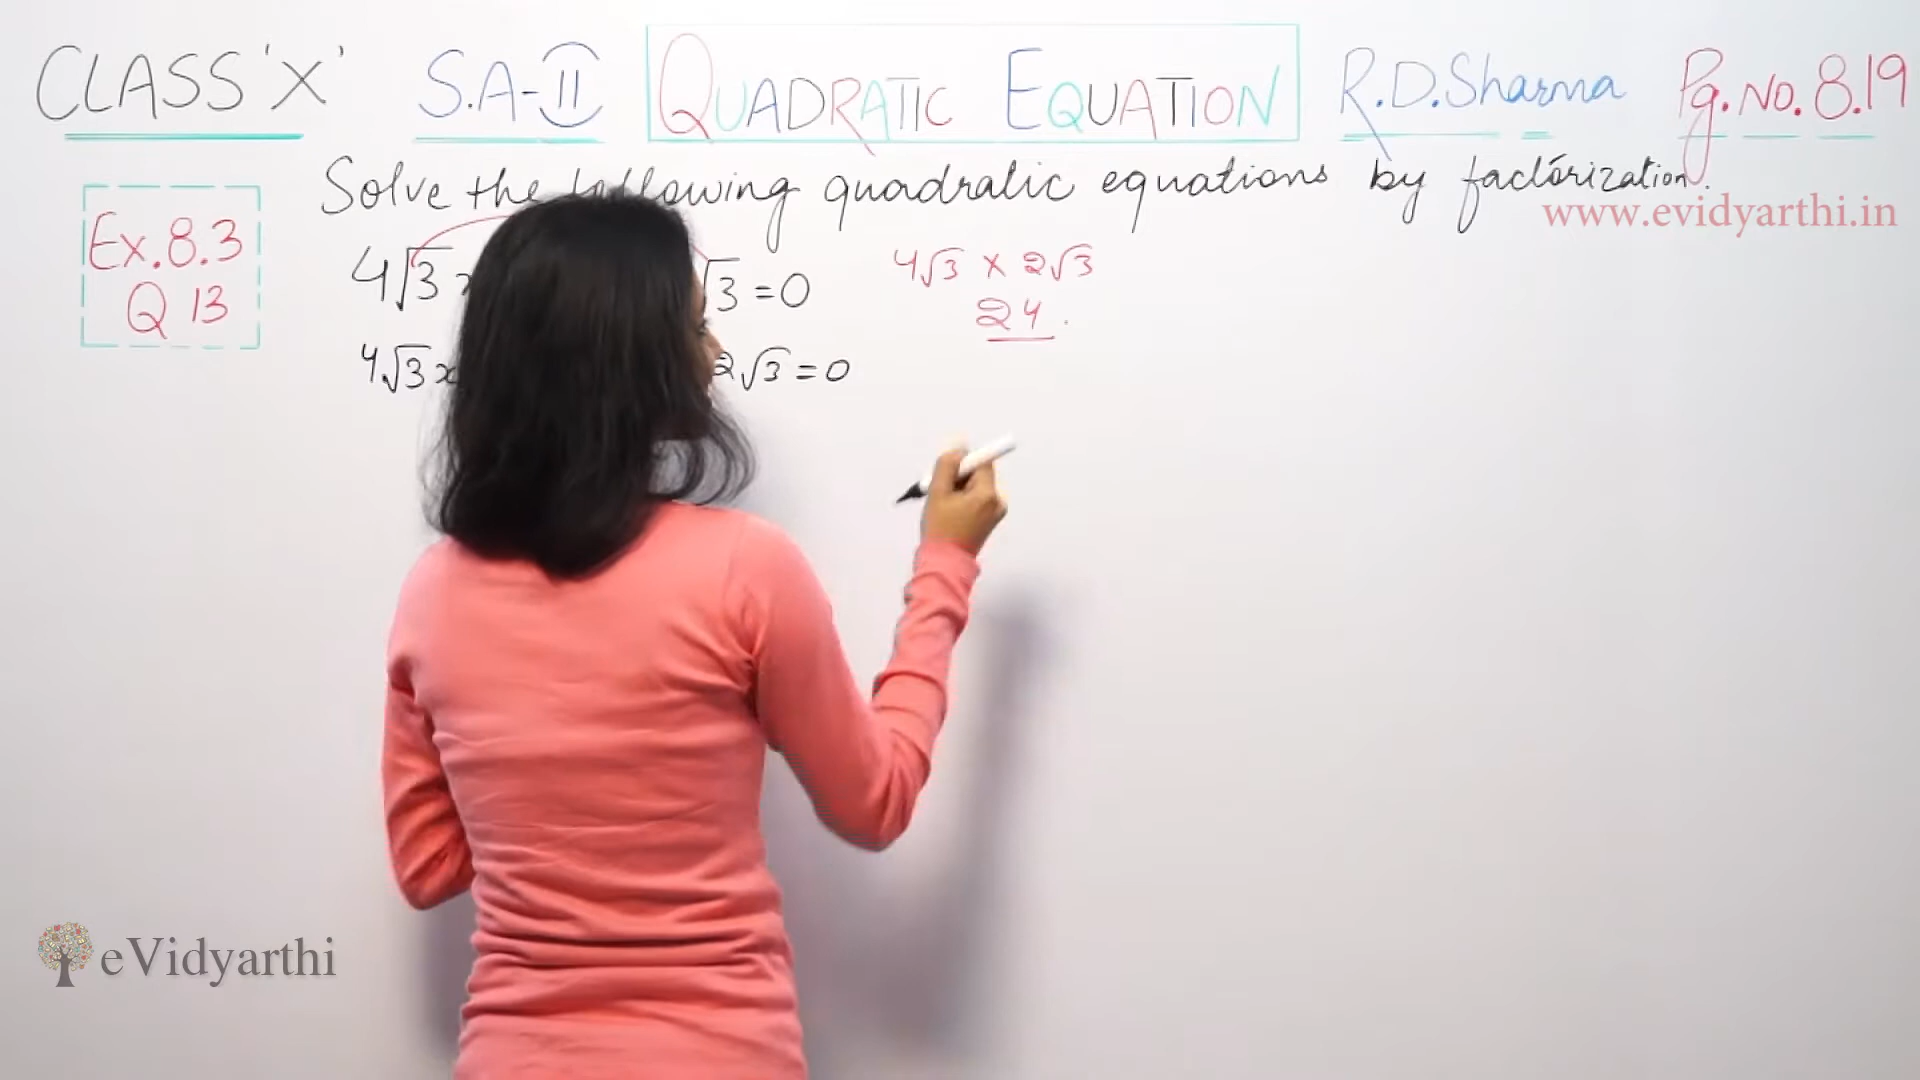 CLASS 'X' S.A-II QUADRATIC EQUATION R.D.Sharma Pg.No.8.19
Solve the following quadratic equations by factorization.
www.evidyarthi.in
Ex.8.3
Q 13
4√3 √3 =0
4√3x 2√3=0
4√3 × 2√3
24
eVidyarthi